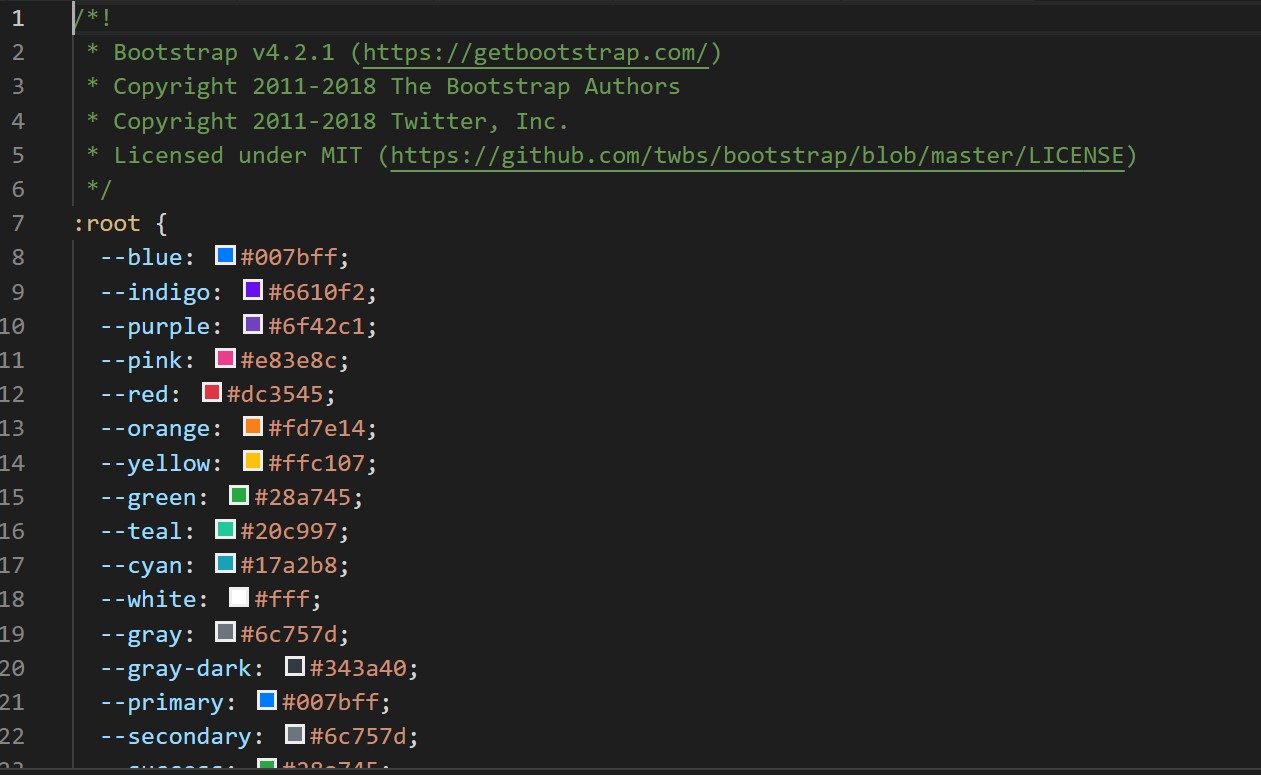 1 /*!
2 * Bootstrap v4.2.1 (https://getbootstrap.com/)
3 * Copyright 2011-2018 The Bootstrap Authors
4 * Copyright 2011-2018 Twitter, Inc.
5 * Licensed under MIT (https://github.com/twbs/bootstrap/blob/master/LICENSE)
6 */
7 :root {
8 --blue: #007bff;
9 --indigo: #6610f2;
10 --purple: #6f42c1;
11 --pink: #e83e8c;
12 --red: #dc3545;
13 --orange: #fd7e14;
14 --yellow: #ffc107;
15 --green: #28a745;
16 --teal: #20c997;
17 --cyan: #17a2b8;
18 --white: #fff;
19 --gray: #6c757d;
20 --gray-dark: #343a40;
21 --primary: #007bff;
22 --secondary: #6c757d;
23 --success: #28a745;